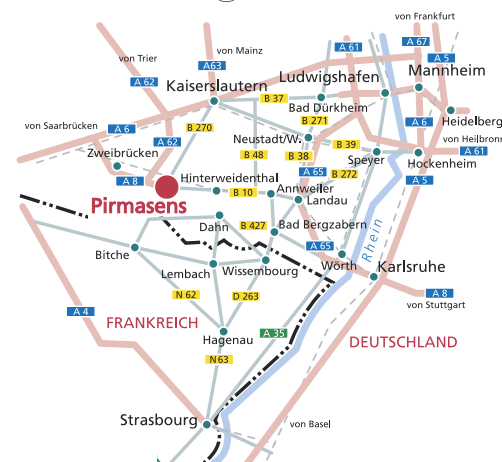 von Frankfurt
A 67
A 61
von Mainz
A 5
von Trier
A63
Ludwigshafen
Mannheim
A 62
Kaiserslautern
B 37
Bad Dürkheim
Heidelberg
von Saarbrücken
A 6
B 270
B 271
A 6
A 62
Neustadt/W.
B 39
von Heilbronn
Zweibrücken
B 48
B 38
Speyer
Hockenheim
A 61
A 8
Hinterweidenthal
A 65
B 272
A 5
B 10
Annweiler
Landau
Pirmasens
Dahn
B 427
Bad Bergzabern
Rhein
A 65
Bitche
Lembach
Wissembourg
Wörth
Karlsruhe
N 62
D 263
A 8
von Stuttgart
A 4
FRANKREICH
A 35
Hagenau
DEUTSCHLAND
N63
Strasbourg
von Basel